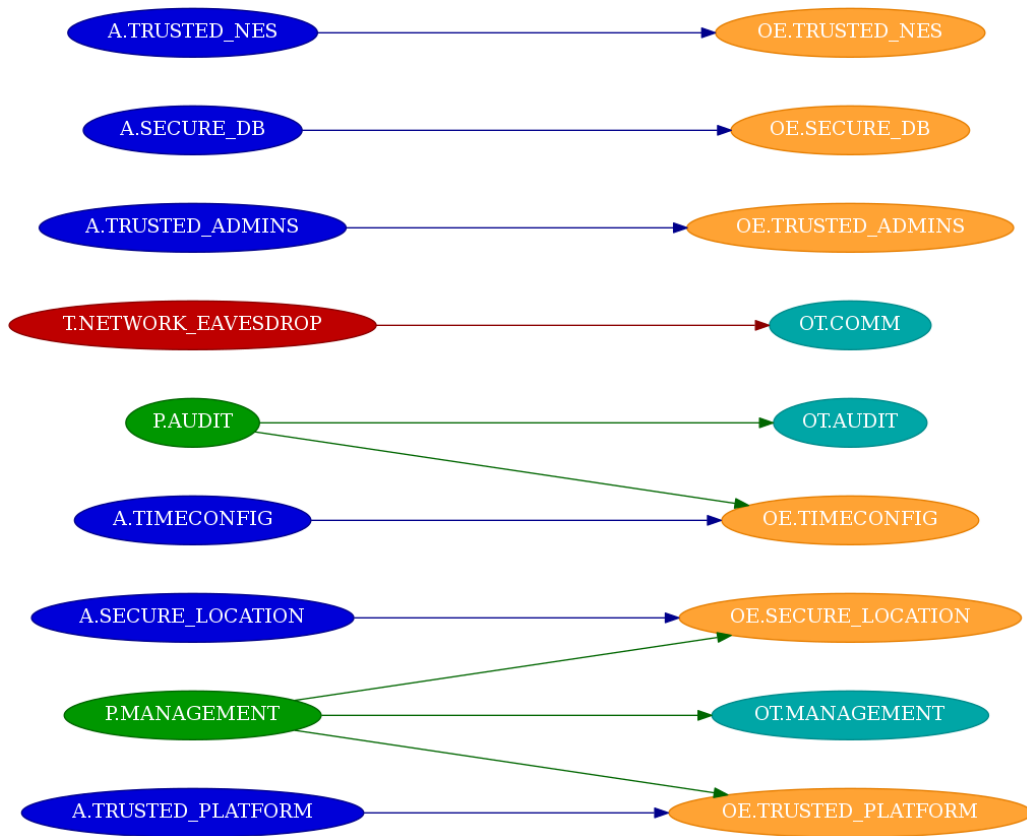 A.TRUSTED_NES
OE.TRUSTED_NES
A.SECURE_DB
OE.SECURE_DB
A.TRUSTED_ADMINS
OE.TRUSTED_ADMINS
T.NETWORK_EAVESDROP
OT.COMM
P.AUDIT
OT.AUDIT
A.TIMECONFIG
OE.TIMECONFIG
A.SECURE_LOCATION
OE.SECURE_LOCATION
P.MANAGEMENT
OT.MANAGEMENT
A.TRUSTED_PLATFORM
OE.TRUSTED_PLATFORM